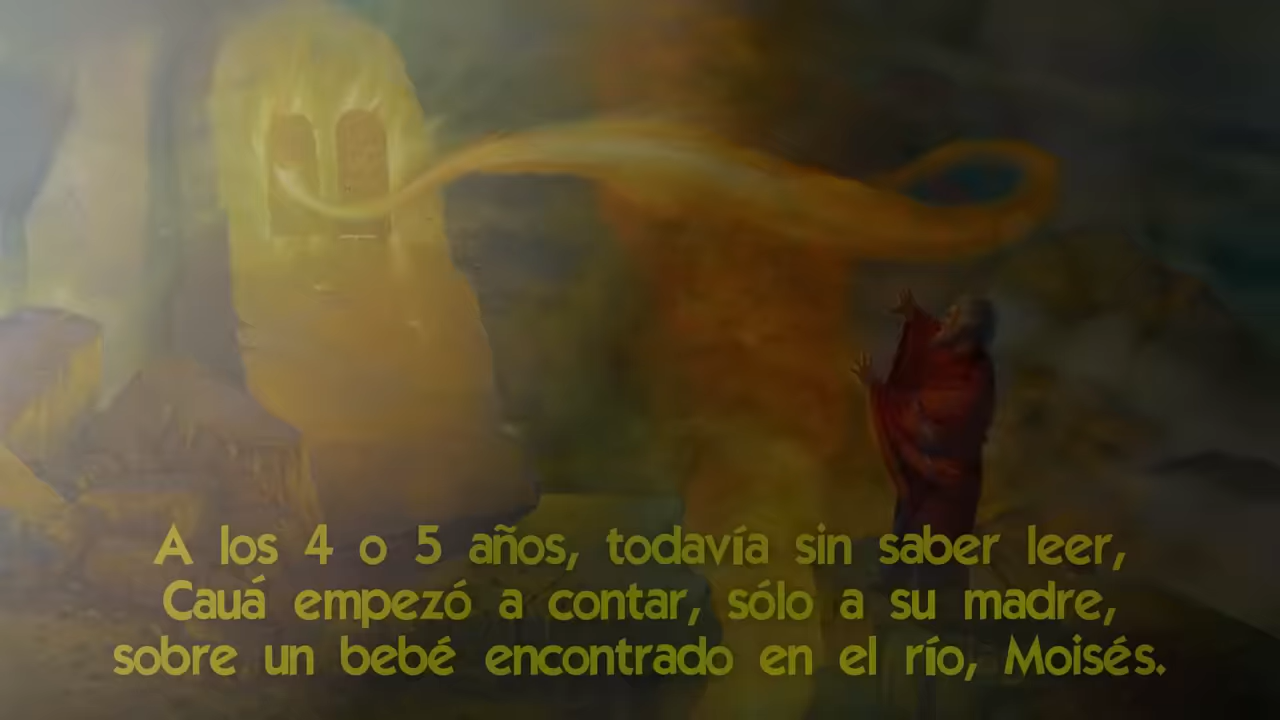 A los 4 o 5 años, todavía sin saber leer,
Cauá empezó a contar, sólo a su madre,
sobre un bebé encontrado en el río, Moisés.